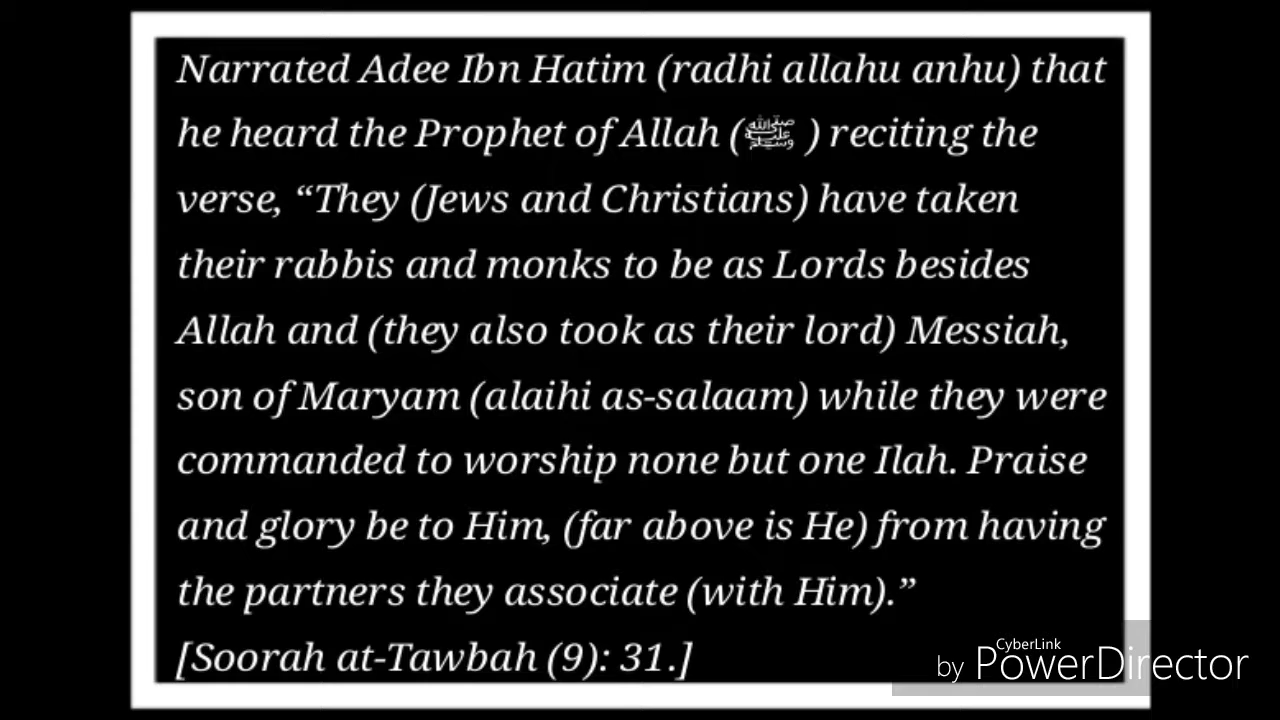 Narrated Adee Ibn Hatim (radhi allahu anhu) that
he heard the Prophet of Allah (ﷺ ) reciting the
verse, “They (Jews and Christians) have taken
their rabbis and monks to be as Lords besides
Allah and (they also took as their lord) Messiah,
son of Maryam (alaihi as-salaam) while they were
commanded to worship none but one Ilah. Praise
and glory be to Him, (far above is He) from having
the partners they associate (with Him).”
[Soorah at-Tawbah (9): 31.]
CyberLink
by PowerDirector